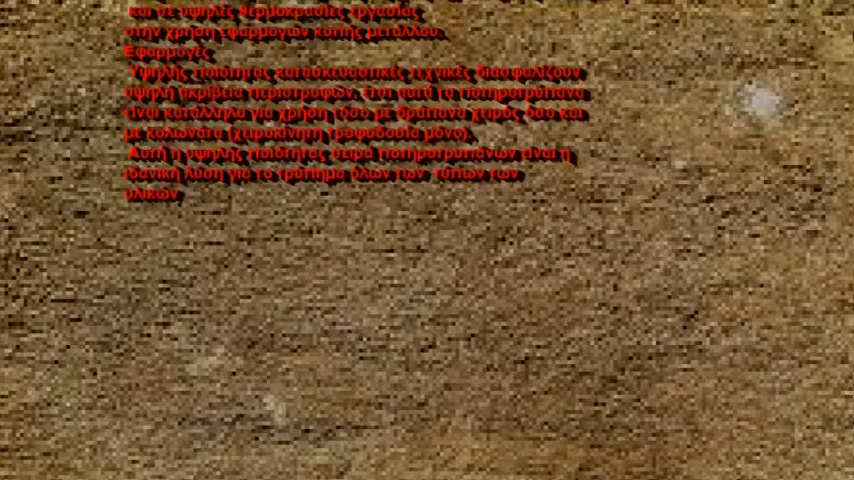 και σε υψηλές θερμοκρασίες εργασίας
στην χρήση εφαρμογών κοπής μετάλλου.
Εφαρμογές
Υψηλής ποιότητας κατασκευαστικές τεχνικές διασφαλίζουν
υψηλή ακρίβεια περιστροφών, έτσι αυτά τα ποτηροτρύπανα
είναι κατάλληλα για χρήση τόσο με δράπανα χειρός όσο και
με κολωνάτα (χειροκίνητη τροφοδοσία μόνο).
Αυτή η υψηλής ποιότητας σειρά ποτηροτρυπάνων είναι η
ιδανική λύση για το τρύπημα όλων των τύπων των
υλικών